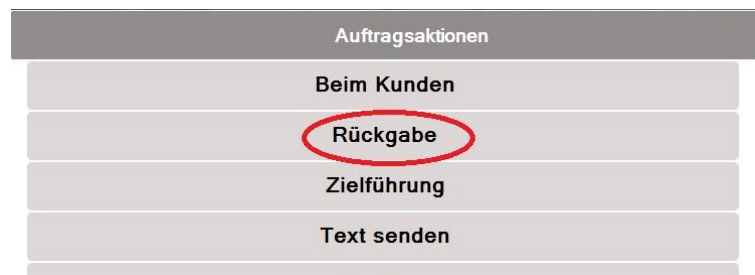 Auftragsaktionen
Beim Kunden
Rückgabe
Zielführung
Text senden